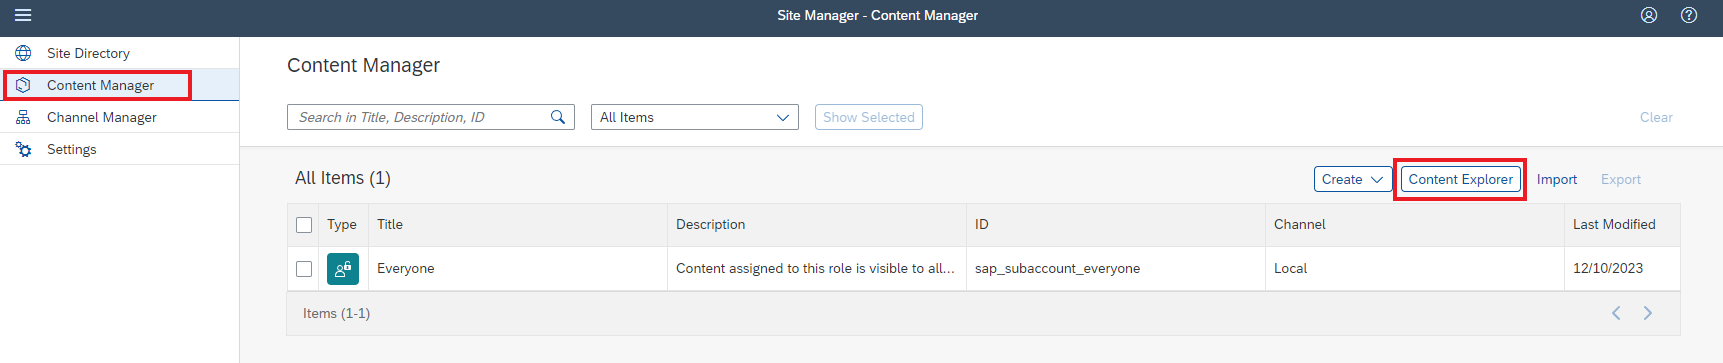 Site Manager - Content Manager
Site Directory
Content Manager
Channel Manager
Settings
Content Manager
Search in Title, Description, ID
All Items
Show Selected
Clear
All Items (1)
Create
Content Explorer
Import
Export
Type Title Description ID Channel Last Modified
Everyone Content assigned to this role is visible to all... sap_subaccount_everyone Local 12/10/2023
Items (1-1)